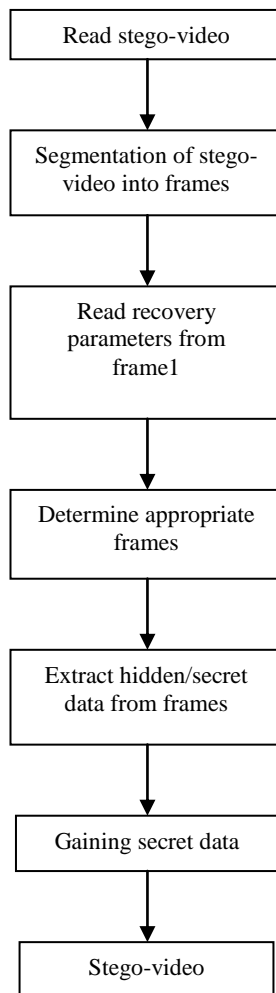 Read stego-video
Segmentation of stego-
video into frames
Read recovery
parameters from
frame1
Determine appropriate
frames
Extract hidden/secret
data from frames
Gaining secret data
Stego-video